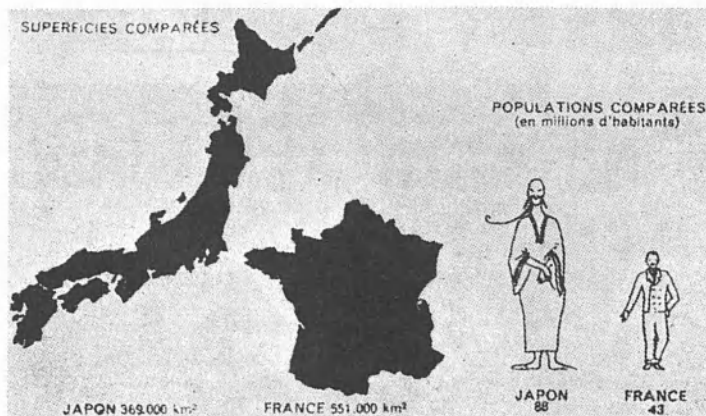 SUPERFICIES COMPARÉES
POPULATIONS COMPARÉES
(en millions d'habitants)
JAPON 369.000 km²
FRANCE 551.000 km²
JAPON
88
FRANCE
43